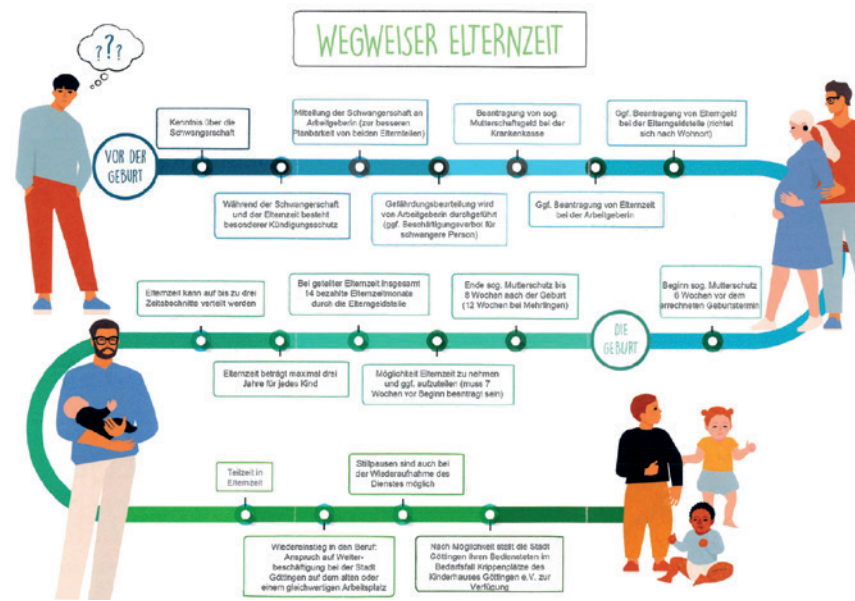 WEGWEISER ELTERNZEIT
???
VOR DER
GEBURT
Kenntnis über die
Schwangerschaft
Während der Schwangerschaft
und der Elternzeit besteht
besonderer Kündigungsschutz
Mitteilung der Schwangerschaft an
Arbeitgeberin (zur besseren
Planbarkeit von beiden Elternteilen)
Gefährdungsbeurteilung wird
von Arbeitgeberin durchgeführt
(ggf. Beschäftigungsverbot für
schwangere Person)
Beantragung von sog.
Mutterschaftsgeld bei der
Krankenkasse
Ggf. Beantragung von Elternzeit
bei der Arbeitgeberin
Ggf. Beantragung von Elterngeld
bei der Elterngeldstelle (richtet
sich nach Wohnort)
Beginn sog. Mutterschutz
6 Wochen vor dem
errechneten Geburtstermin
DIE
GEBURT
Ende sog. Mutterschutz bis
8 Wochen nach der Geburt
(12 Wochen bei Mehrlingen)
Möglichkeit Elternzeit zu nehmen
und ggf. aufzuteilen (muss 7
Wochen vor Beginn beantragt sein)
Bei geteilter Elternzeit insgesamt
14 bezahlte Elternzeitmonate
durch die Elterngeldstelle
Elternzeit beträgt maximal drei
Jahre für jedes Kind
Elternzeit kann auf bis zu drei
Zeitabschnitte verteilt werden
Teilzeit in
Elternzeit
Wiedereinstieg in den Beruf:
Anspruch auf Weiter-
beschäftigung bei der Stadt
Göttingen auf dem alten oder
einem gleichwertigen Arbeitsplatz
Stillpausen sind auch bei
der Wiederaufnahme des
Dienstes möglich
Nach Möglichkeit stellt die Stadt
Göttingen ihren Bediensteten im
Bedarfsfall Krippenplätze des
Kinderhauses Göttingen e.V. zur
Verfügung